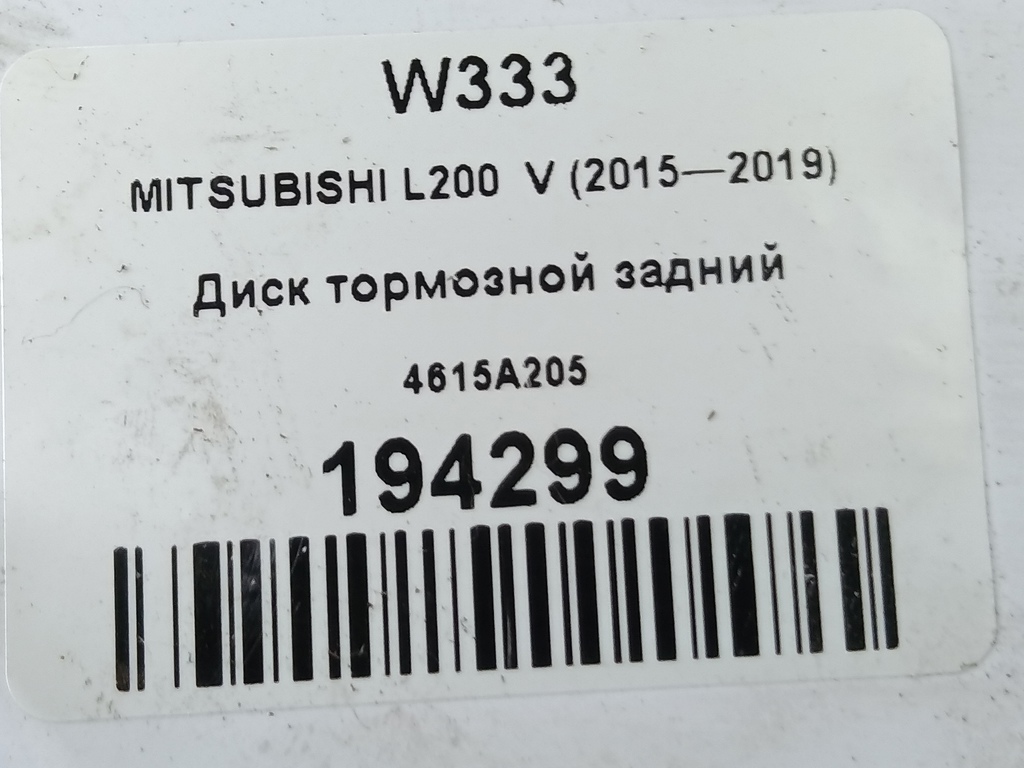 W333
MITSUBISHI L200 V (2015—2019)
Диск тормозной задний
4615A205
194299